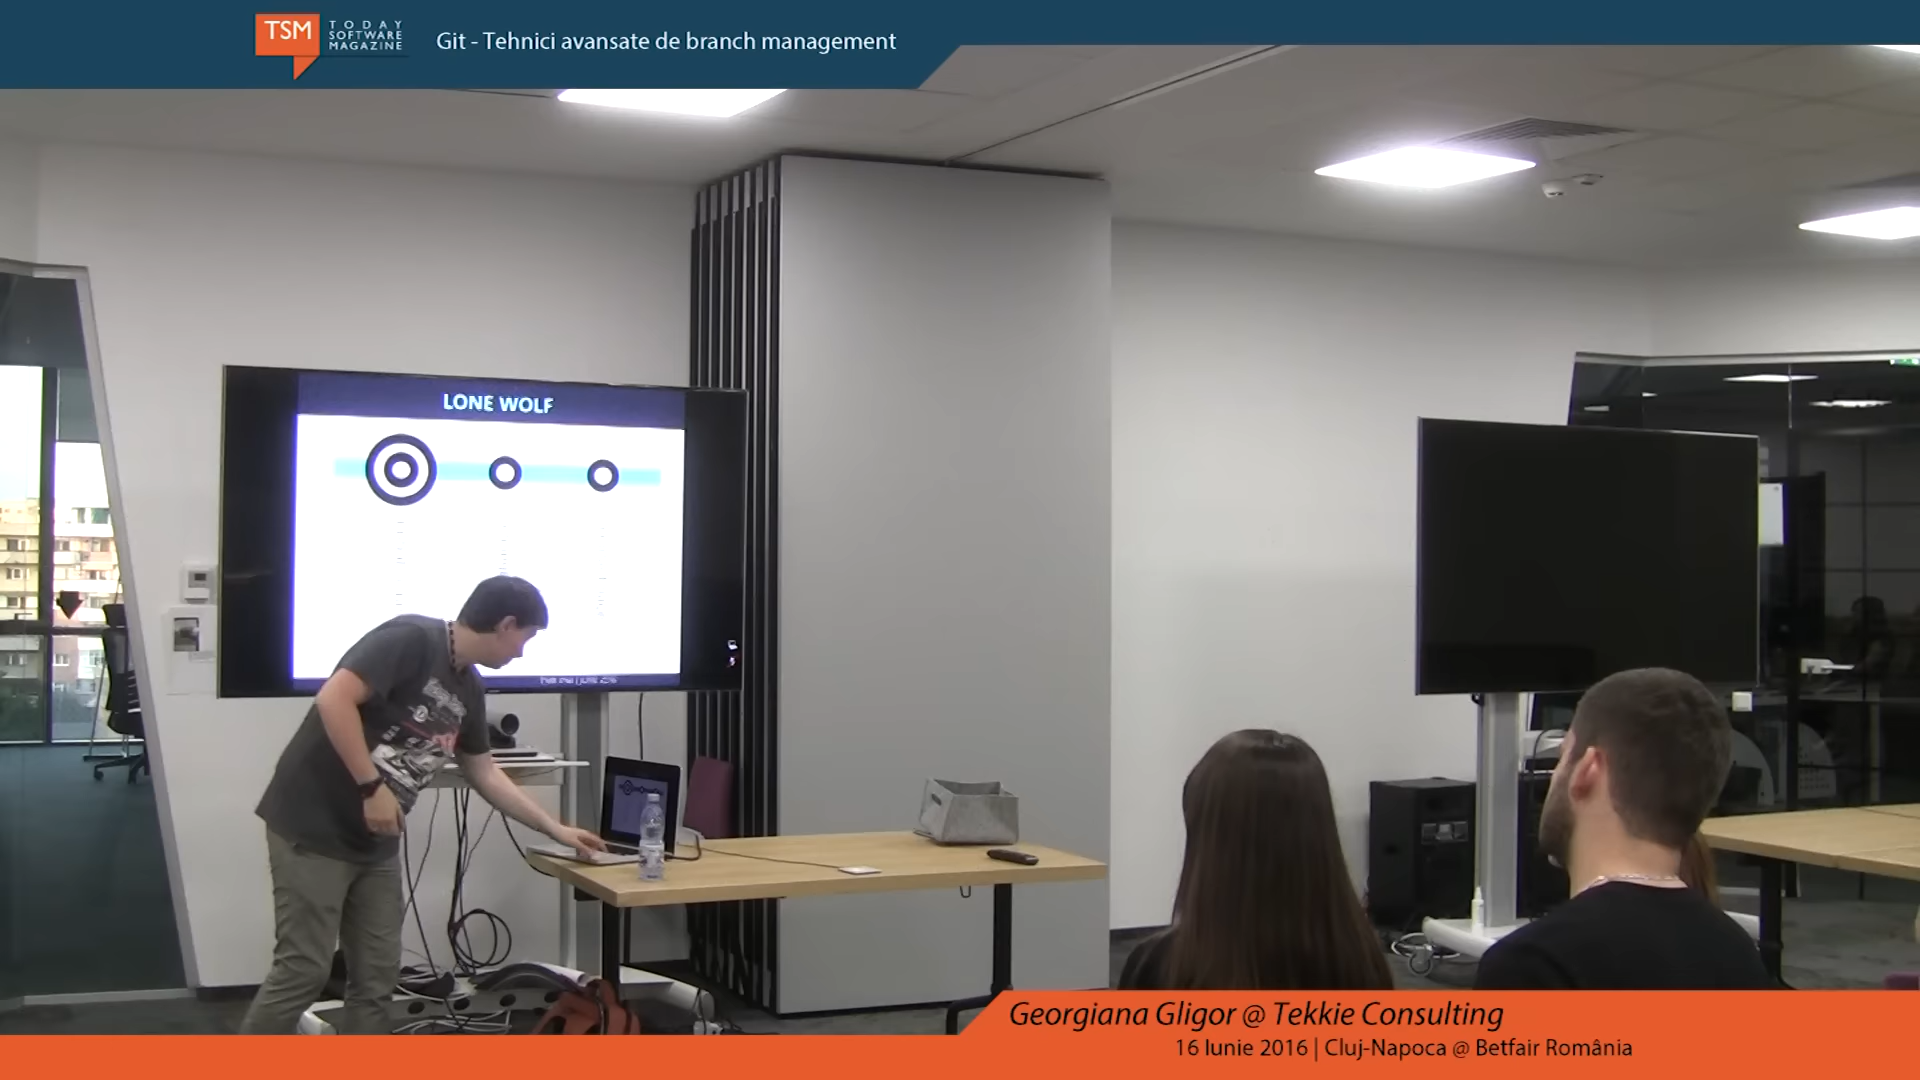 TSM
TODAY
SOFTWARE
MAGAZINE
Git - Tehnici avansate de branch management
LONE WOLF
Georgiana Gligor @ Tekkie Consulting
16 Iunie 2016 | Cluj-Napoca @ Betfair România